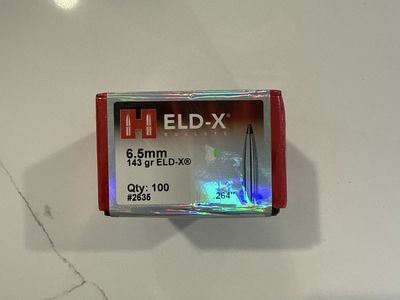 H ELD-X®
BULLETS
6.5mm
143 gr ELD-X®
Qty: 100
#2635
.264"